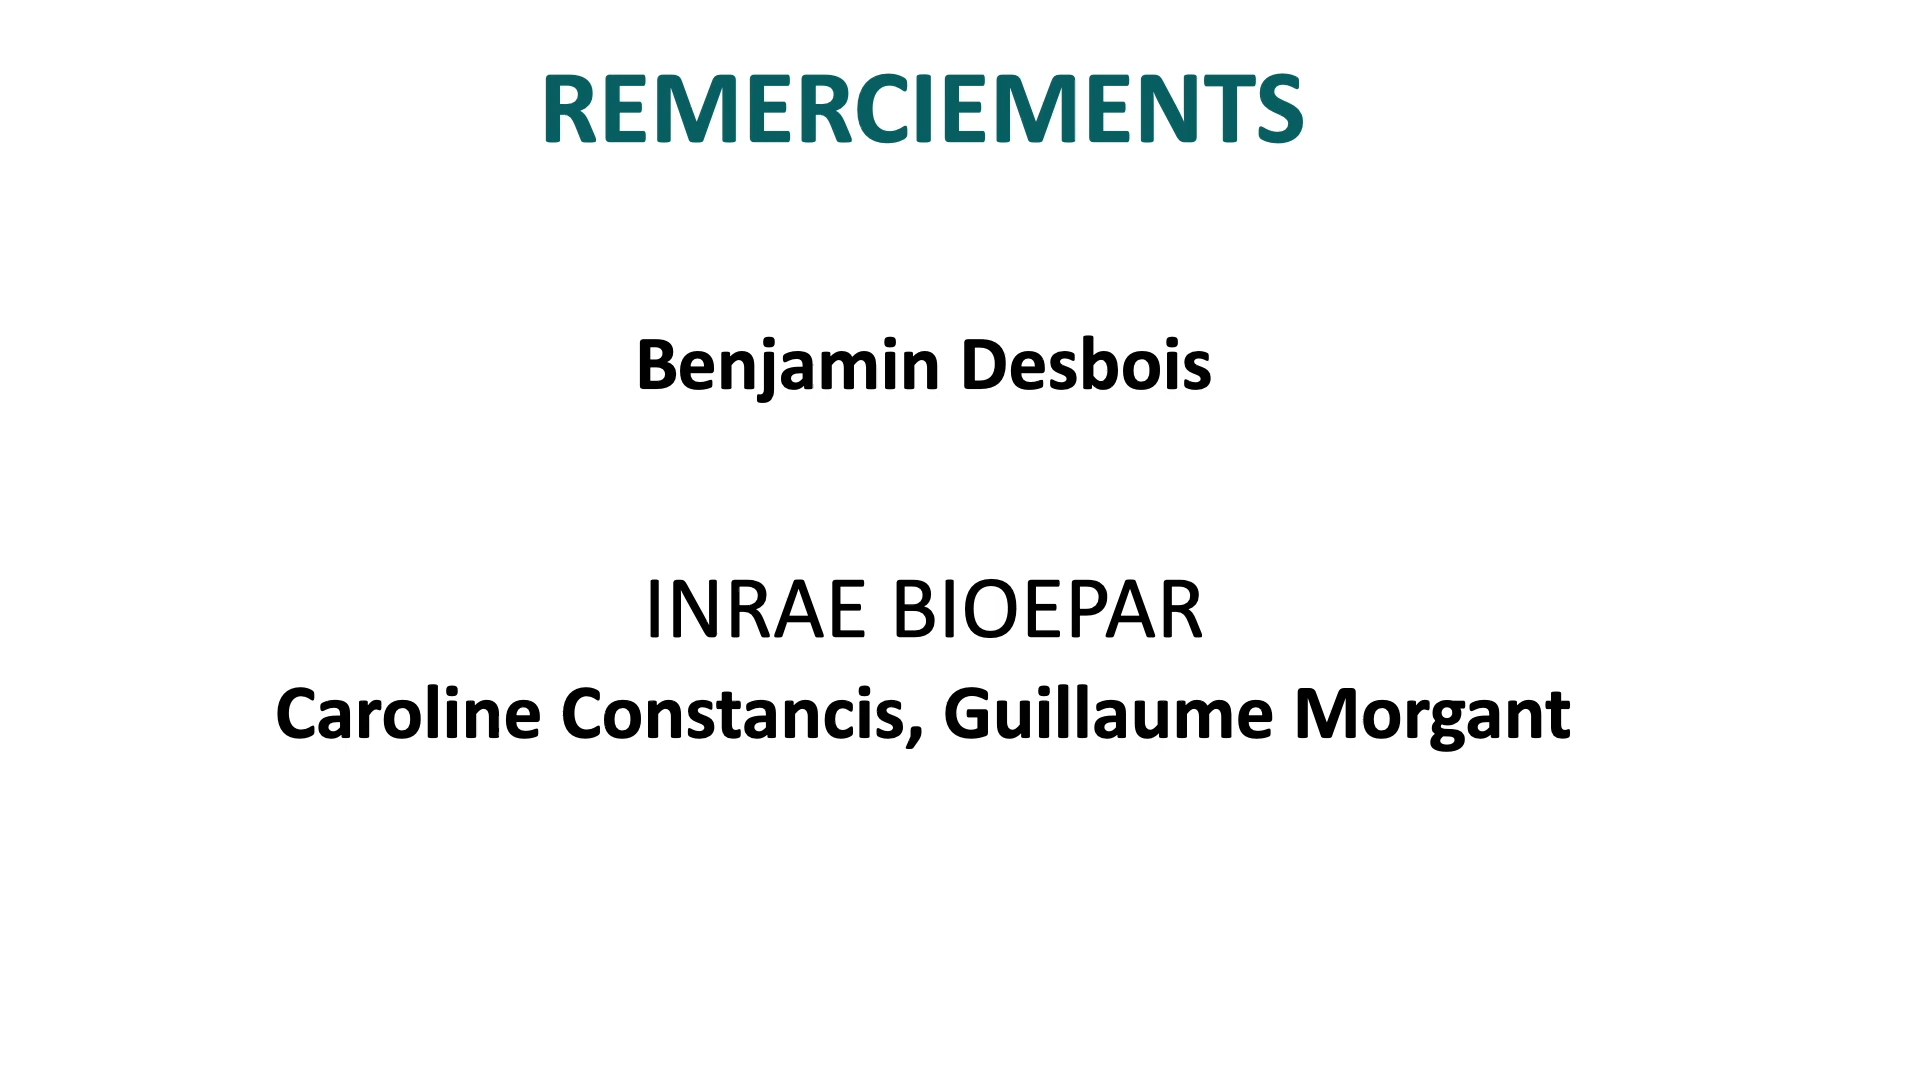 REMERCIEMENTS
Benjamin Desbois
INRAE BIOEPAR
Caroline Constancis, Guillaume Morgant